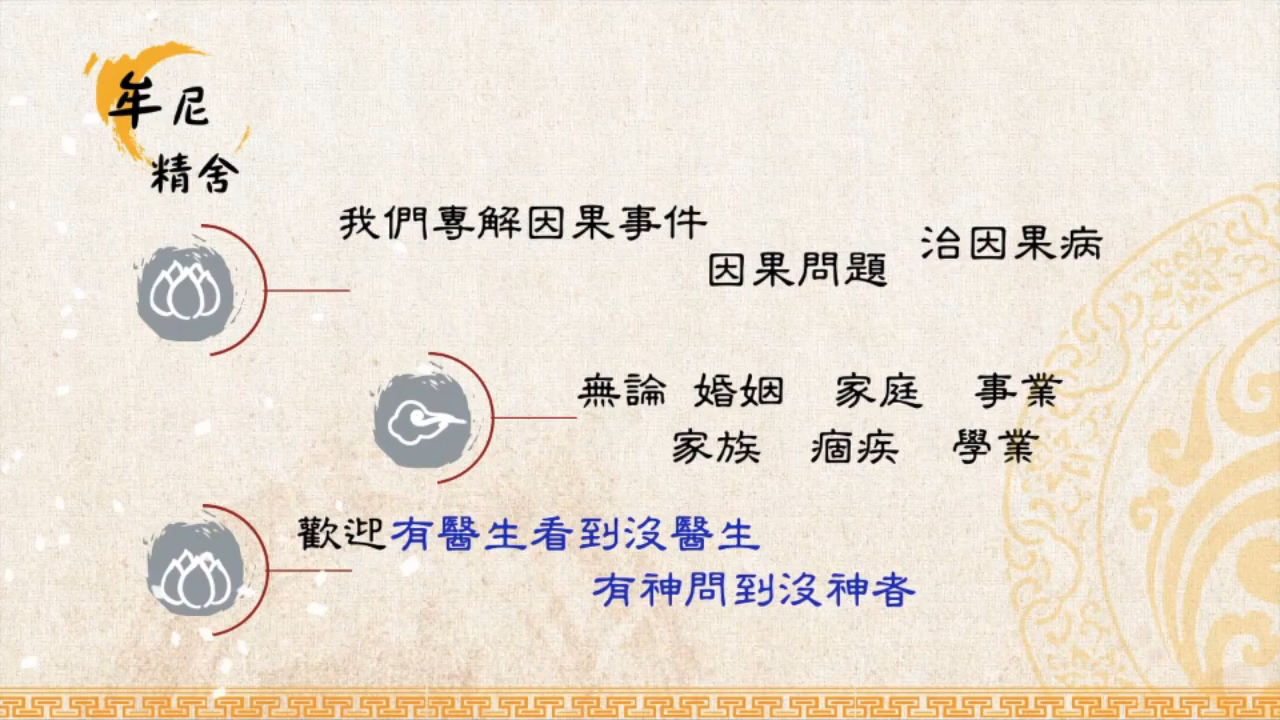 牟尼
精舍
我們專解因果事件
因果問題
治因果病
無論 婚姻 家庭 事業
家族 痼疾 學業
歡迎有醫生看到沒醫生
有神問到沒神者